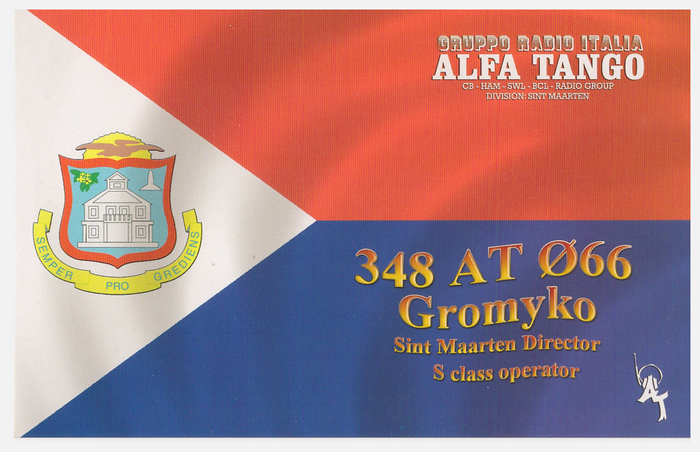 GRUPPO RADIO ITALIA
ALFA TANGO
CB - HAM - SWL - BCL - RADIO GROUP
DIVISION: SINT MAARTEN
SEMPER PRO GREDIENS
348 AT Ø66
Gromyko
Sint Maarten Director
S class operator
AT